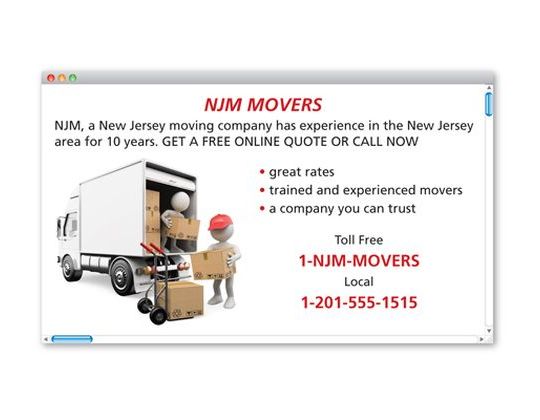 NJM MOVERS
NJM, a New Jersey moving company has experience in the New Jersey
area for 10 years. GET A FREE ONLINE QUOTE OR CALL NOW
• great rates
• trained and experienced movers
• a company you can trust
Toll Free
1-NJM-MOVERS
Local
1-201-555-1515